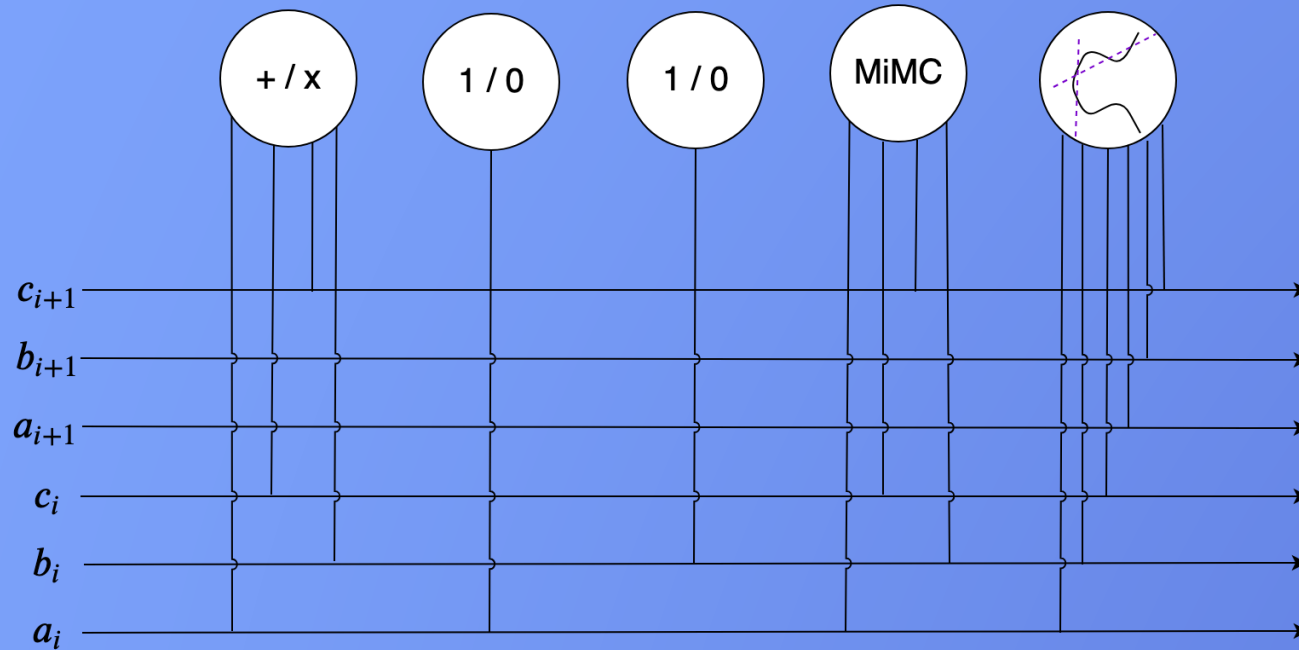 + / x
1 / 0
1 / 0
MiMC
c_{i+1}
b_{i+1}
a_{i+1}
c_i
b_i
a_i